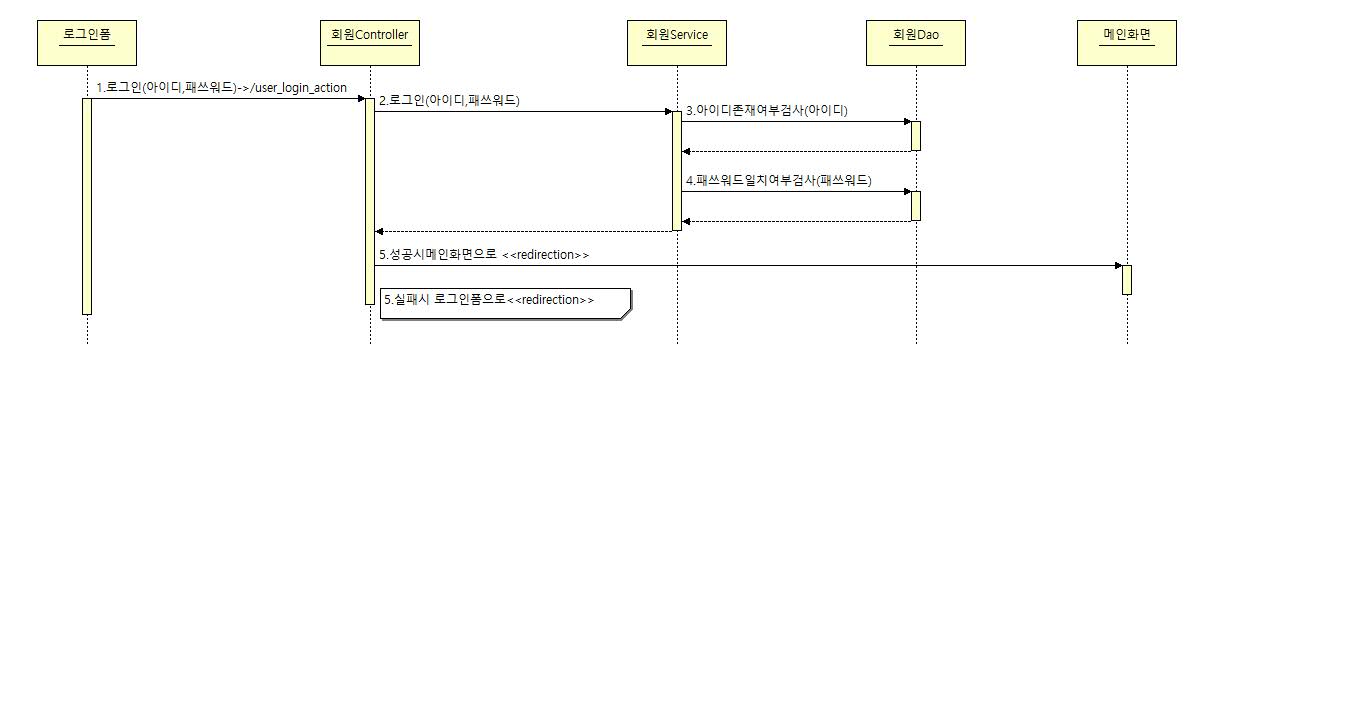 로그인폼
회원Controller
회원Service
회원Dao
메인화면
1.로그인(아이디,패쓰워드)->/user_login_action
2.로그인(아이디,패쓰워드)
3.아이디존재여부검사(아이디)
4.패쓰워드일치여부검사(패쓰워드)
5.성공시메인화면으로 <<redirection>>
5.실패시 로그인폼으로<<redirection>>